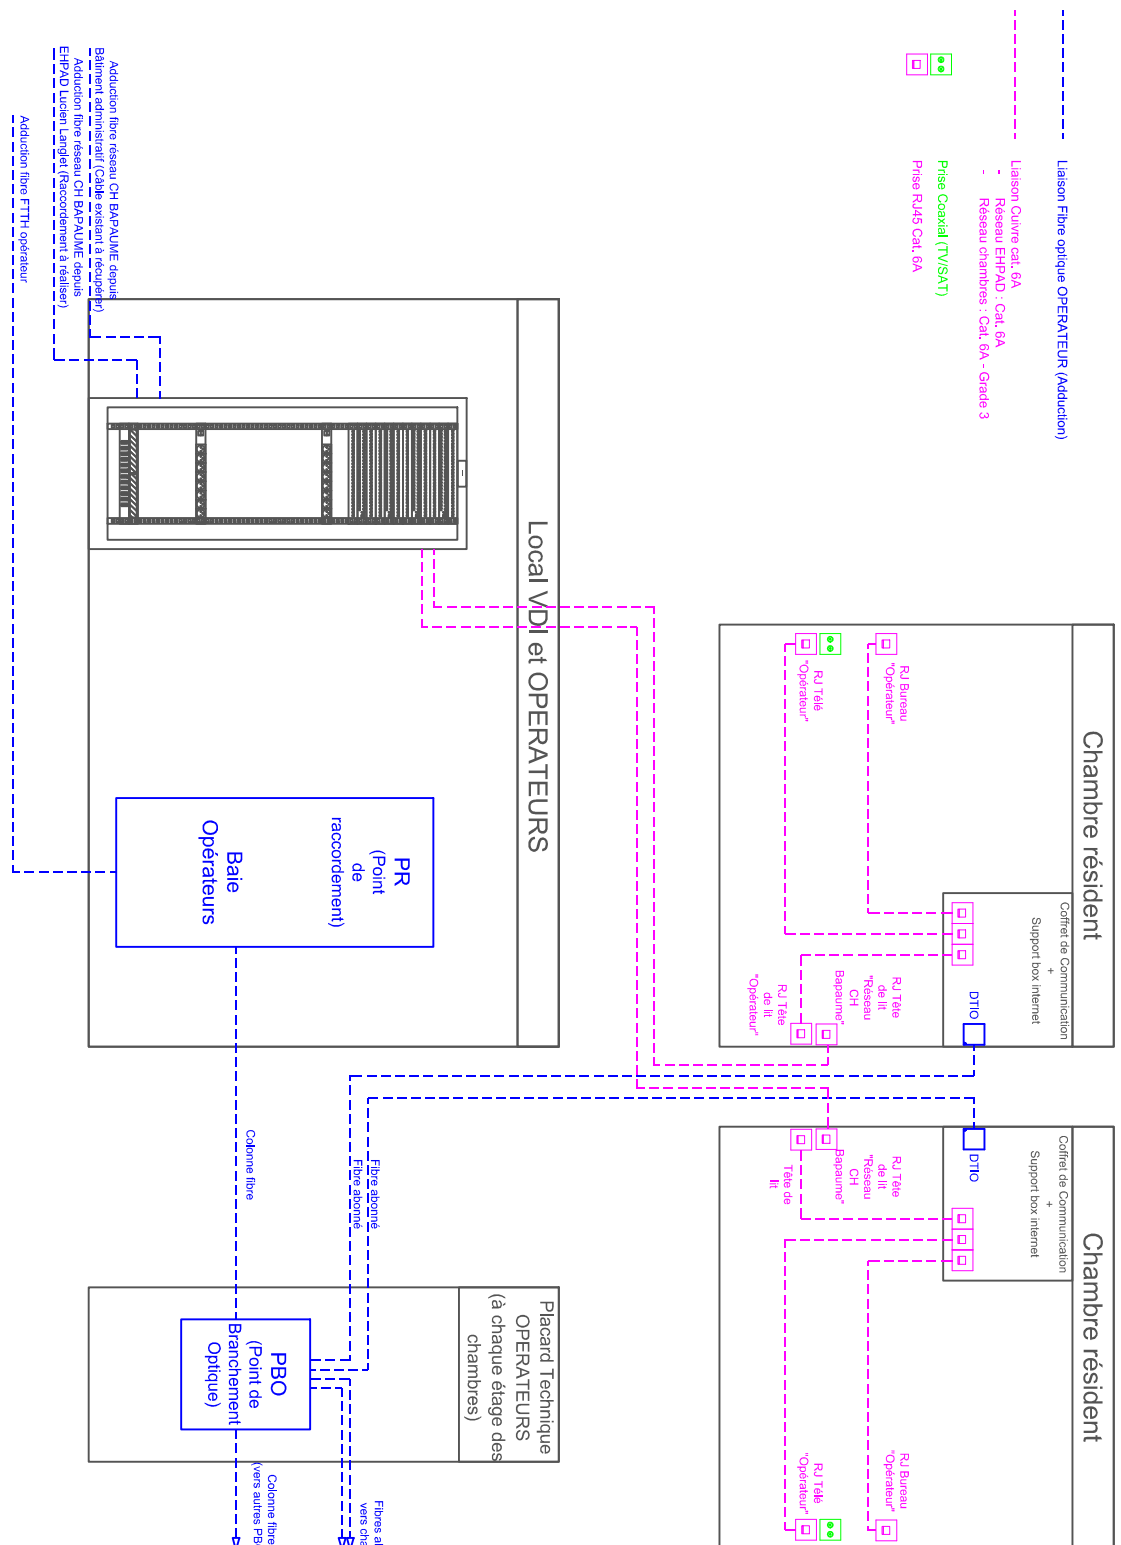 Liaison Fibre optique OPERATEUR (Adduction)
Liaison Cuivre cat. 6A
- Réseau EHPAD : Cat. 6A
- Réseau chambres : Cat. 6A - Grade 3
Prise Coaxial (TV/SAT)
Prise RJ45 Cat. 6A
Chambre résident
Coffret de Communication
+
Support box internet
DTIO
RJ Bureau
"Opérateur"
RJ Télé
"Opérateur"
RJ Tête
de lit
"Réseau
CH
Bapaume"
RJ Tête
de lit
"Opérateur"
Chambre résident
Coffret de Communication
+
Support box internet
DTIO
RJ Tête
de lit
"Réseau
CH
Bapaume"
Tête de
lit
RJ Bureau
"Opérateur"
RJ Télé
"Opérateur"
Local VDI et OPERATEURS
PR
(Point
de
raccordement)
Baie
Opérateurs
Adduction fibre réseau CH BAPAUME depuis
Bâtiment administratif (Câble existant à récupérer)
Adduction fibre réseau CH BAPAUME depuis
EHPAD Lucien Langlet (Raccordement à réaliser)
Adduction fibre FTTH opérateur
Colonne fibre
Fibre abonné
Fibre abonné
Placard Technique
OPERATEURS
(à chaque étage des
chambres)
PBO
(Point de
Branchement
Optique)
Fibres
vers
Colonne fibre
(vers autres